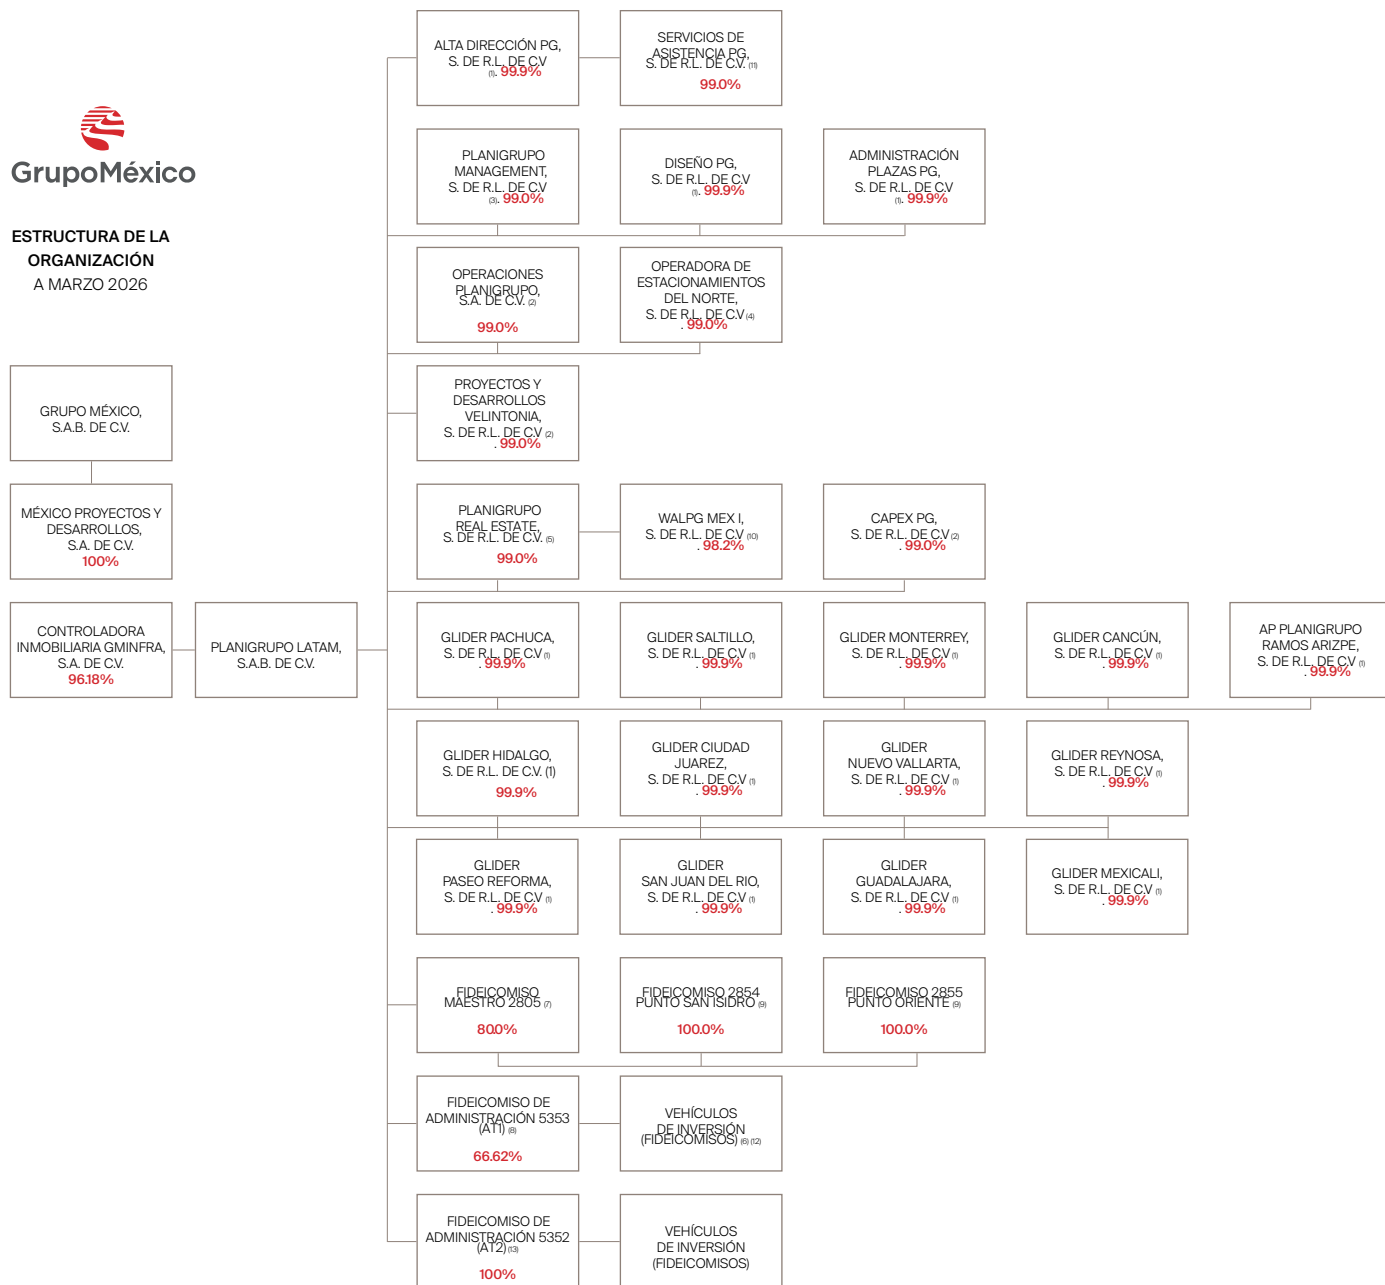 GrupoMéxico
ESTRUCTURA DE LA
ORGANIZACIÓN
A MARZO 2026
GRUPO MÉXICO,
S.A.B. DE C.V.
MÉXICO PROYECTOS Y
DESARROLLOS,
S.A. DE C.V.
100%
CONTROLADORA
INMOBILIARIA GMINFRA,
S.A. DE C.V.
96.18%
PLANIGRUPO LATAM,
S.A.B. DE C.V.
ALTA DIRECCIÓN PG,
S. DE R.L. DE C.V
(1). 99.9%
SERVICIOS DE
ASISTENCIA PG,
S. DE R.L. DE C.V. (11)
99.0%
PLANIGRUPO
MANAGEMENT,
S. DE R.L. DE C.V
(3). 99.0%
DISEÑO PG,
S. DE R.L. DE C.V
(1). 99.9%
ADMINISTRACIÓN
PLAZAS PG,
S. DE R.L. DE C.V
(1). 99.9%
OPERACIONES
PLANIGRUPO,
S.A. DE C.V. (2)
99.0%
OPERADORA DE
ESTACIONAMIENTOS
DEL NORTE,
S. DE R.L. DE C.V (4)
. 99.0%
PROYECTOS Y
DESARROLLOS
VELINTONIA,
S. DE R.L. DE C.V (2)
. 99.0%
PLANIGRUPO
REAL ESTATE,
S. DE R.L. DE C.V. (5)
99.0%
WALPG MEX I,
S. DE R.L. DE C.V (10)
. 98.2%
CAPEX PG,
S. DE R.L. DE C.V (2)
. 99.0%
GLIDER PACHUCA,
S. DE R.L. DE C.V (1)
. 99.9%
GLIDER SALTILLO,
S. DE R.L. DE C.V (1)
. 99.9%
GLIDER MONTERREY,
S. DE R.L. DE C.V (1)
. 99.9%
GLIDER CANCÚN,
S. DE R.L. DE C.V (1)
. 99.9%
AP PLANIGRUPO
RAMOS ARIZPE,
S. DE R.L. DE C.V (1)
. 99.9%
GLIDER HIDALGO,
S. DE R.L. DE C.V. (1)
99.9%
GLIDER CIUDAD
JUAREZ,
S. DE R.L. DE C.V (1)
. 99.9%
GLIDER
NUEVO VALLARTA,
S. DE R.L. DE C.V (1)
. 99.9%
GLIDER REYNOSA,
S. DE R.L. DE C.V (1)
. 99.9%
GLIDER
PASEO REFORMA,
S. DE R.L. DE C.V (1)
. 99.9%
GLIDER
SAN JUAN DEL RIO,
S. DE R.L. DE C.V (1)
. 99.9%
GLIDER
GUADALAJARA,
S. DE R.L. DE C.V (1)
. 99.9%
GLIDER MEXICALI,
S. DE R.L. DE C.V (1)
. 99.9%
FIDEICOMISO
MAESTRO 2805 (7)
80.0%
FIDEICOMISO 2854
PUNTO SAN ISIDRO (9)
100.0%
FIDEICOMISO 2855
PUNTO ORIENTE (9)
100.0%
FIDEICOMISO DE
ADMINISTRACIÓN 5353
(AT1) (8)
66.62%
VEHÍCULOS
DE INVERSIÓN
(FIDEICOMISOS) (6) (12)
FIDEICOMISO DE
ADMINISTRACIÓN 5352
(AT2) (13)
100%
VEHÍCULOS
DE INVERSIÓN
(FIDEICOMISOS)